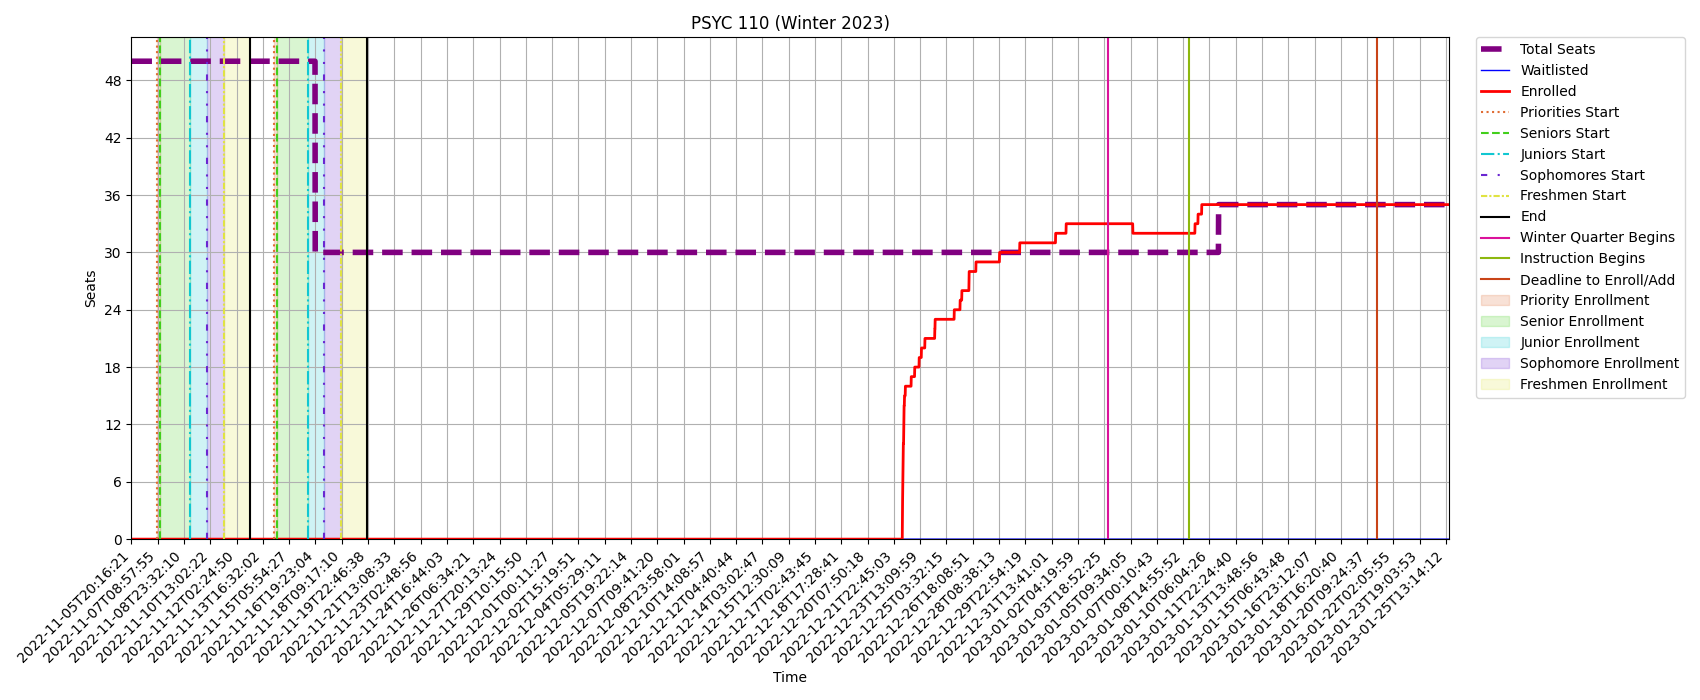 PSYC 110 (Winter 2023)
Total Seats
Waitlisted
Enrolled
Priorities Start
Seniors Start
Juniors Start
Sophomores Start
Freshmen Start
End
Winter Quarter Begins
Instruction Begins
Deadline to Enroll/Add
Priority Enrollment
Senior Enrollment
Junior Enrollment
Sophomore Enrollment
Freshmen Enrollment
Seats
48
42
36
30
24
18
12
6
0
2022-11-05T20:16:21
2022-11-07T08:57:55
2022-11-08T23:32:10
2022-11-10T13:02:22
2022-11-12T02:24:50
2022-11-13T16:32:02
2022-11-15T05:54:27
2022-11-16T19:23:04
2022-11-18T09:17:10
2022-11-19T22:46:38
2022-11-21T13:08:33
2022-11-23T02:48:56
2022-11-24T16:44:03
2022-11-26T06:34:21
2022-11-27T20:13:24
2022-11-29T10:15:50
2022-12-01T00:11:27
2022-12-02T15:19:51
2022-12-04T05:29:11
2022-12-05T19:22:14
2022-12-07T09:41:20
2022-12-08T23:58:01
2022-12-10T14:08:57
2022-12-12T04:40:44
2022-12-14T03:02:47
2022-12-15T12:30:09
2022-12-17T02:43:45
2022-12-18T17:28:41
2022-12-20T07:50:18
2022-12-21T22:45:03
2022-12-23T13:09:59
2022-12-25T03:32:15
2022-12-26T18:08:51
2022-12-28T08:38:13
2022-12-29T22:54:19
2022-12-31T13:41:01
2023-01-02T04:19:59
2023-01-03T18:52:25
2023-01-05T09:34:05
2023-01-07T00:10:43
2023-01-08T14:55:52
2023-01-10T06:04:26
2023-01-11T22:24:40
2023-01-13T13:48:56
2023-01-15T06:43:48
2023-01-16T23:12:07
2023-01-18T16:20:40
2023-01-20T09:24:37
2023-01-22T02:05:55
2023-01-23T19:03:53
2023-01-25T13:14:12
Time